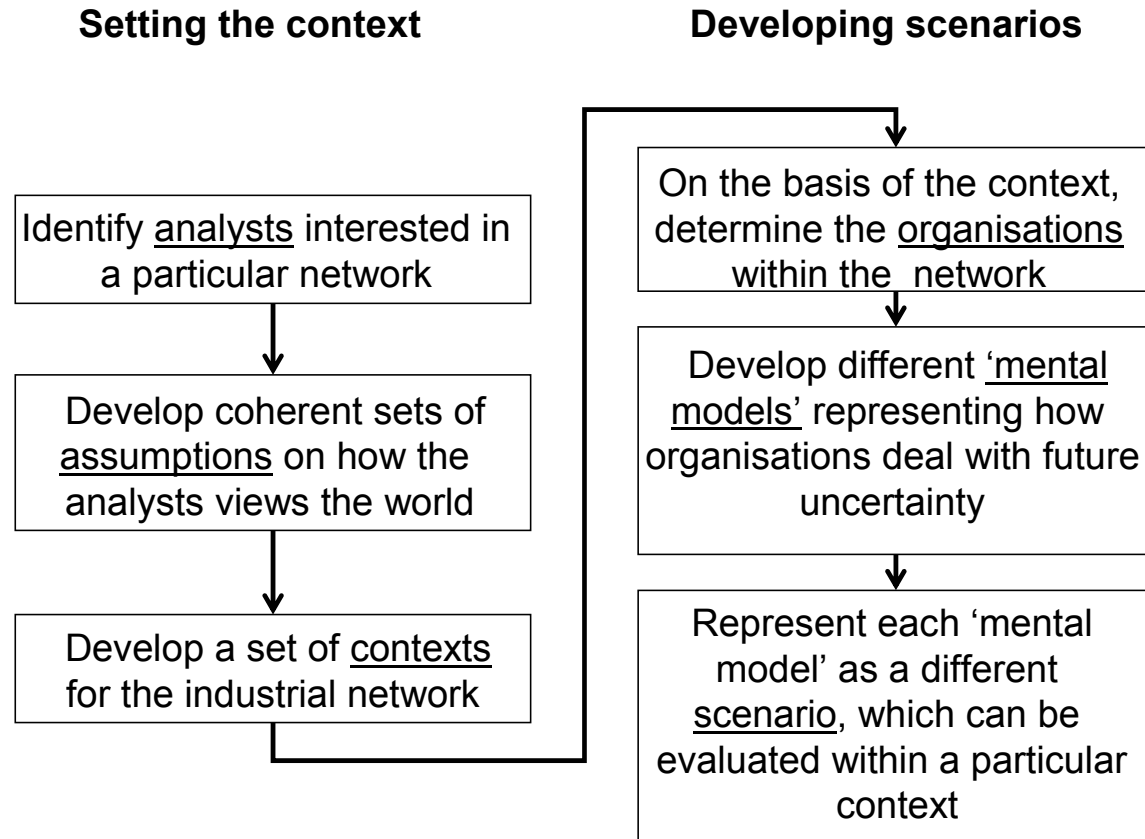 Setting the context
Identify analysts interested in
a particular network
Develop coherent sets of
assumptions on how the
analysts views the world
Develop a set of contexts
for the industrial network
Developing scenarios
On the basis of the context,
determine the organisations
within the network
Develop different ‘mental
models’ representing how
organisations deal with future
uncertainty
Represent each ‘mental
model’ as a different
scenario, which can be
evaluated within a particular
context